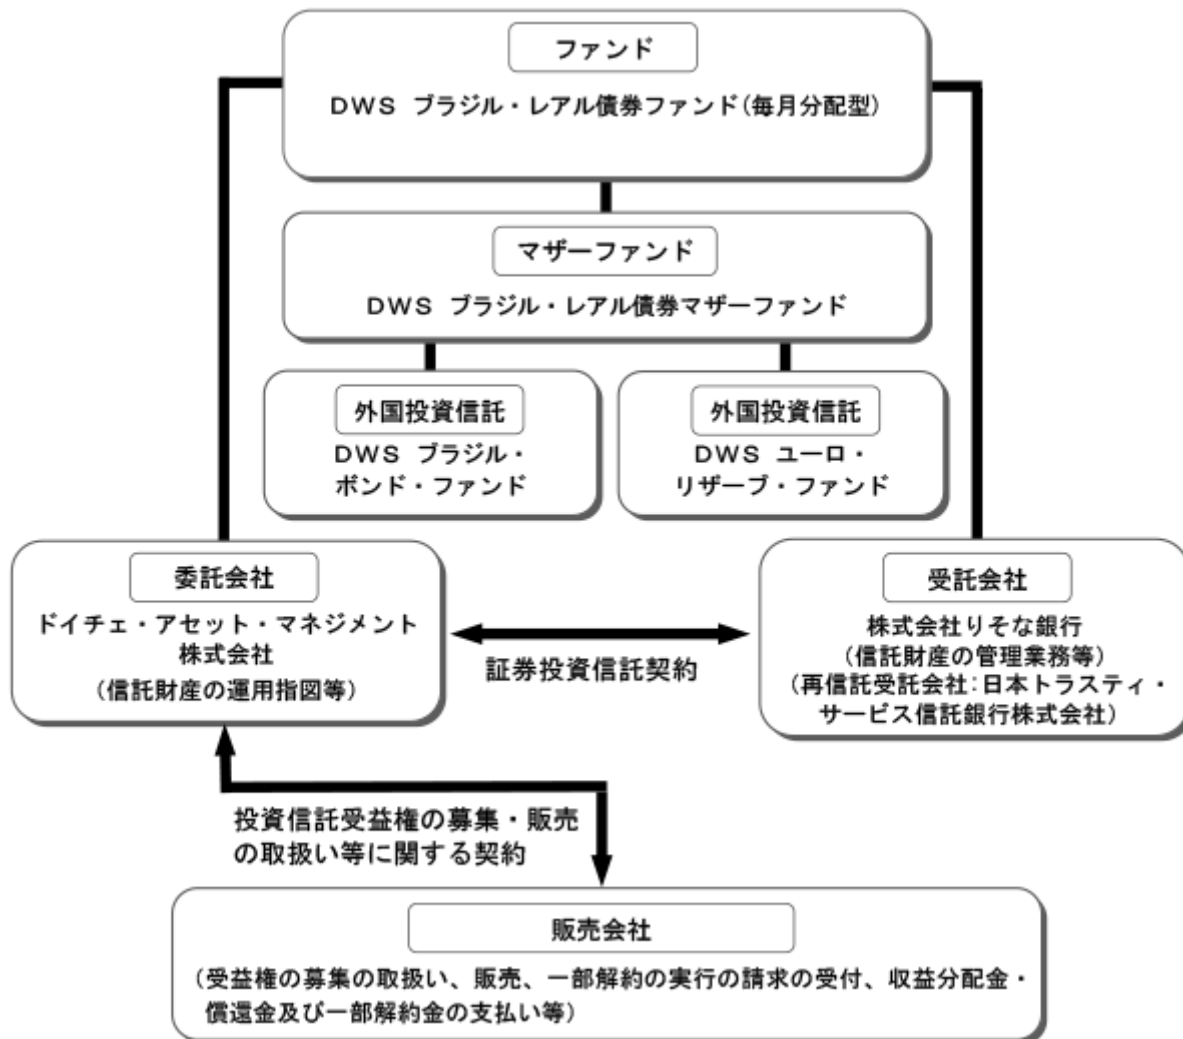 ファンド
DWS ブラジル・レアル債券ファンド(毎月分配型)
マザーファンド
DWS ブラジル・レアル債券マザーファンド
外国投資信託
DWS ブラジル・
ボンド・ファンド
外国投資信託
DWS ユーロ・
リザーブ・ファンド
委託会社
ドイチェ・アセット・マネジメント
株式会社
(信託財産の運用指図等)
証券投資信託契約
受託会社
株式会社りそな銀行
(信託財産の管理業務等)
(再信託受託会社:日本トラスティ・
サービス信託銀行株式会社)
投資信託受益権の募集・販売
の取扱い等に関する契約
販売会社
(受益権の募集の取扱い、販売、一部解約の実行の請求の受付、収益分配金・
償還金及び一部解約金の支払い等)